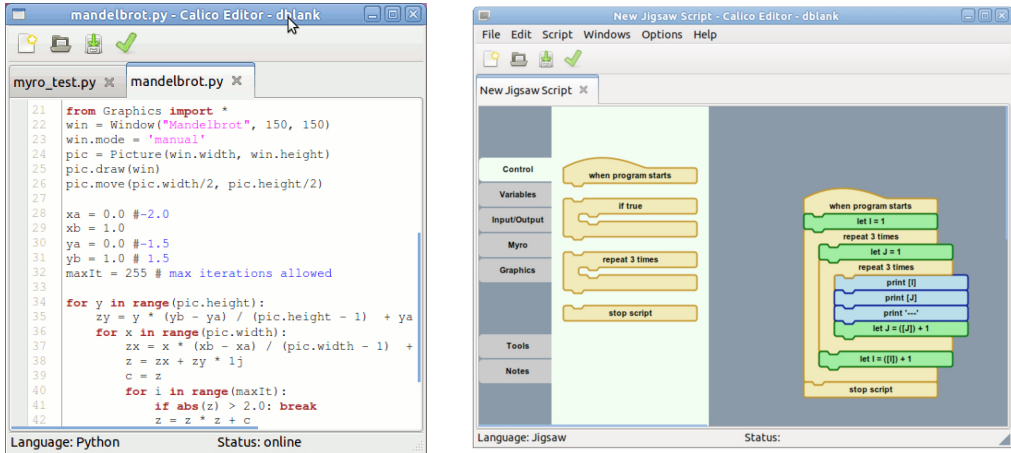 mandelbrot.py - Calico Editor - dblank
myro_test.py mandelbrot.py
21 from Graphics import *
22 win = Window("Mandelbrot", 150, 150)
23 win.mode = 'manual'
24 pic = Picture(win.width, win.height)
25 pic.draw(win)
26 pic.move(pic.width/2, pic.height/2)
27
28 xa = 0.0 #-2.0
29 xb = 1.0
30 ya = 0.0 #-1.5
31 yb = 1.0 # 1.5
32 maxIt = 255 # max iterations allowed
33
34 for y in range(pic.height):
35 zy = y * (yb - ya) / (pic.height - 1) + ya
36 for x in range(pic.width):
37 zx = x * (xb - xa) / (pic.width - 1) +
38 z = zx + zy * 1j
39 c = z
40 for i in range(maxIt):
41 if abs(z) > 2.0: break
42 z = z * z + c
Language: Python Status: online
New Jigsaw Script - Calico Editor - dblank
File Edit Script Windows Options Help
New Jigsaw Script
Control
Variables
Input/Output
Myro
Graphics
Tools
Notes
when program starts
if true
repeat 3 times
stop script
when program starts
let I = 1
repeat 3 times
let J = 1
repeat 3 times
print [I]
print [J]
print '---'
let J = ([J]) + 1
let I = ([I]) + 1
stop script
Language: Jigsaw Status: